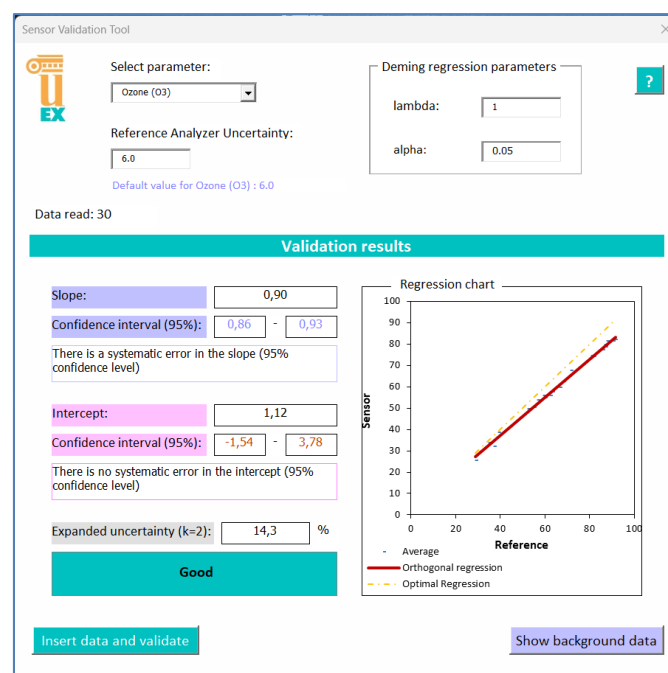 Sensor Validation Tool
UEX
Select parameter:
Ozone (O3)
Reference Analyzer Uncertainty:
6.0
Default value for Ozone (O3) : 6.0
Deming regression parameters
lambda:
1
alpha:
0.05
?
Data read: 30
Validation results
Slope:
0,90
Confidence interval (95%):
0,86 - 0,93
There is a systematic error in the slope (95%
confidence level)
Intercept:
1,12
Confidence interval (95%):
-1,54 - 3,78
There is no systematic error in the intercept (95%
confidence level)
Expanded uncertainty (k=2):
14,3 %
Good
Regression chart
100
90
80
70
60
50
40
30
20
10
0
Sensor
0 20 40 60 80 100
Reference
Average
Orthogonal regression
Optimal Regression
Insert data and validate
Show background data